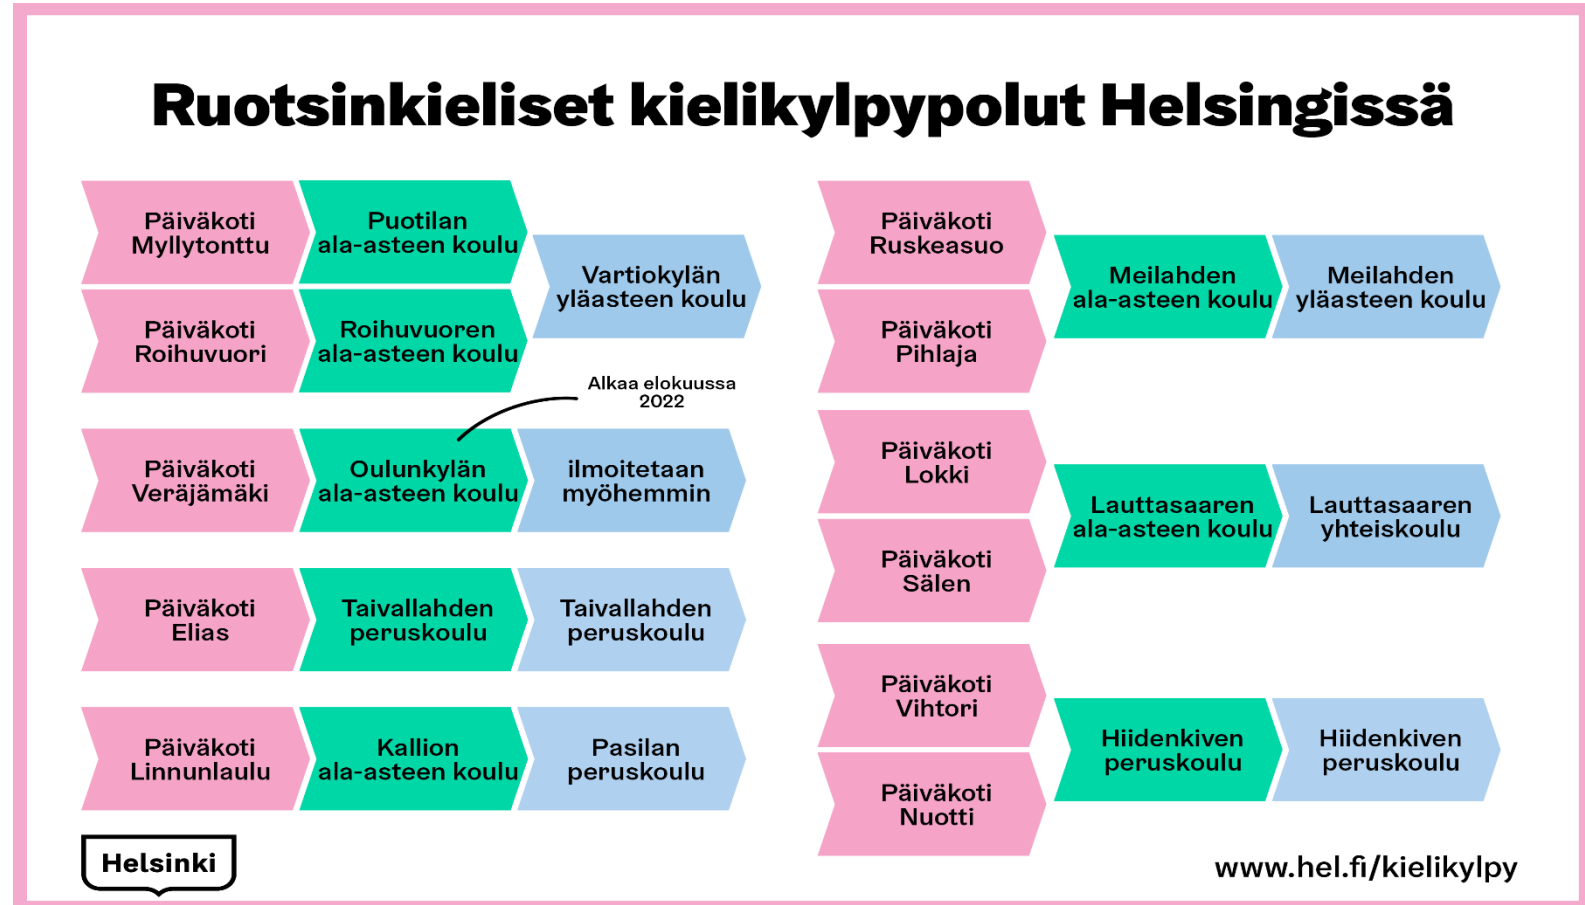 Ruotsinkieliset kielikylpypolut Helsingissä
Päiväkoti
Myllytonttu
Puotilan
ala-asteen koulu
Päiväkoti
Roihuvuori
Roihuvuoren
ala-asteen koulu
Vartiokylän
yläasteen koulu
Alkaa elokuussa
2022
Päiväkoti
Veräjämäki
Oulunkylän
ala-asteen koulu
ilmoitetaan
myöhemmin
Päiväkoti
Elias
Taivallahden
peruskoulu
Taivallahden
peruskoulu
Päiväkoti
Linnunlaulu
Kallion
ala-asteen koulu
Pasilan
peruskoulu
Päiväkoti
Ruskeasuo
Päiväkoti
Pihlaja
Meilahden
ala-asteen koulu
Meilahden
yläasteen koulu
Päiväkoti
Lokki
Päiväkoti
Sälen
Lauttasaaren
ala-asteen koulu
Lauttasaaren
yhteiskoulu
Päiväkoti
Vihtori
Päiväkoti
Nuotti
Hiidenkiven
peruskoulu
Hiidenkiven
peruskoulu
Helsinki
www.hel.fi/kielikylpy